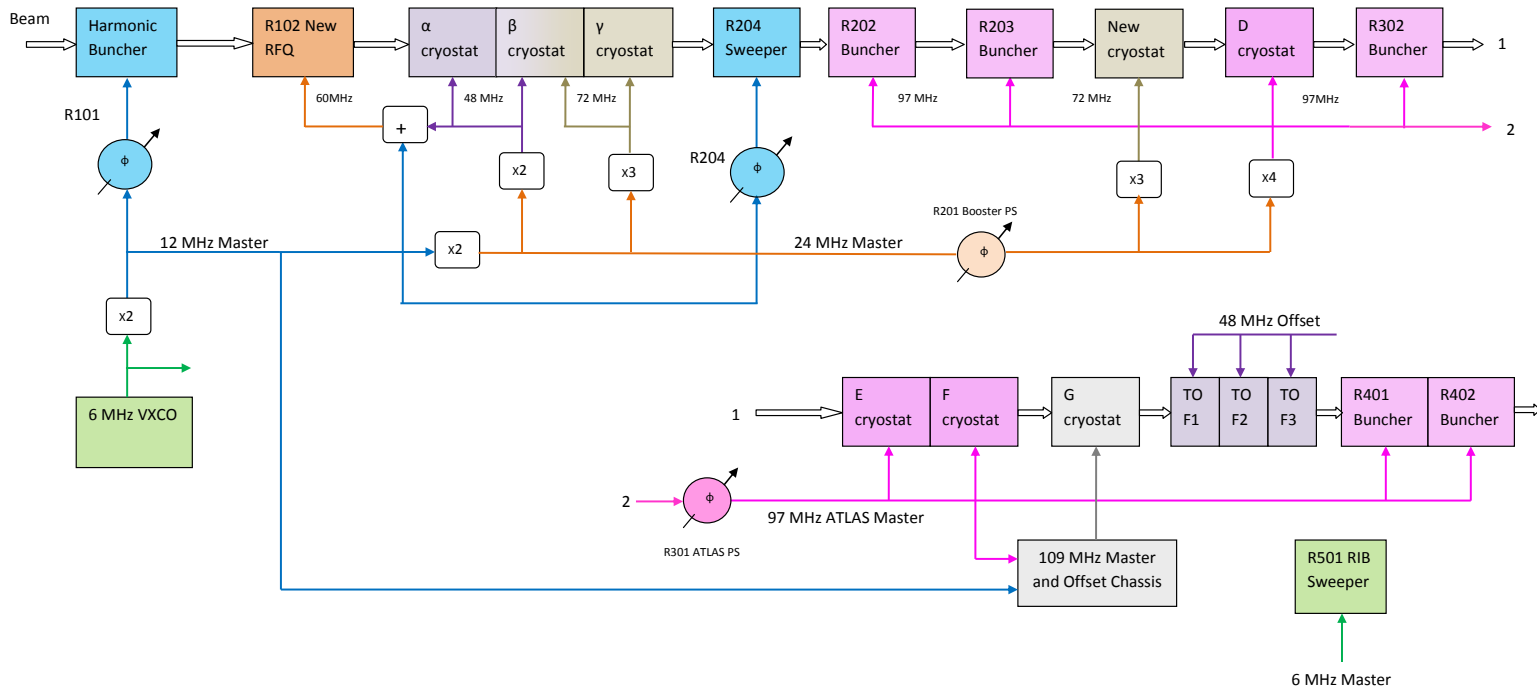 Beam
Harmonic
Buncher
R102 New
RFQ
α
cryostat
β
cryostat
γ
cryostat
R204
Sweeper
R202
Buncher
R203
Buncher
New
cryostat
D
cryostat
R302
Buncher
1
60MHz
48 MHz
72 MHz
97 MHz
72 MHz
97MHz
R101
+
2
ϕ
x2
x3
R204
ϕ
x3
x4
R201 Booster PS
12 MHz Master
x2
24 MHz Master
ϕ
x2
48 MHz Offset
6 MHz VXCO
1
E
cryostat
F
cryostat
G
cryostat
TO
F1
TO
F2
TO
F3
R401
Buncher
R402
Buncher
2
ϕ
97 MHz ATLAS Master
R301 ATLAS PS
109 MHz Master
and Offset Chassis
R501 RIB
Sweeper
6 MHz Master